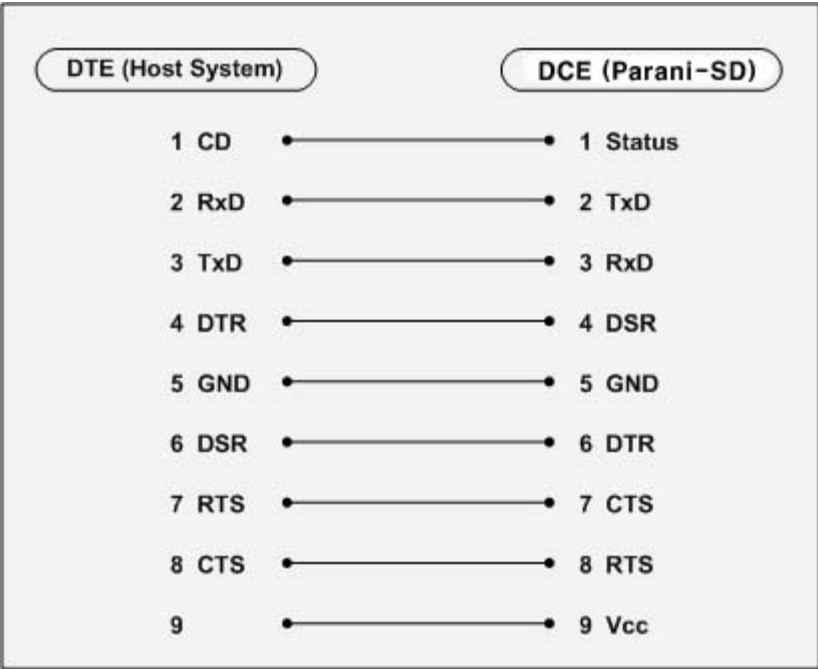 DTE (Host System) DCE (Parani-SD)
1 CD 1 Status
2 RxD 2 TxD
3 TxD 3 RxD
4 DTR 4 DSR
5 GND 5 GND
6 DSR 6 DTR
7 RTS 7 CTS
8 CTS 8 RTS
9 9 Vcc